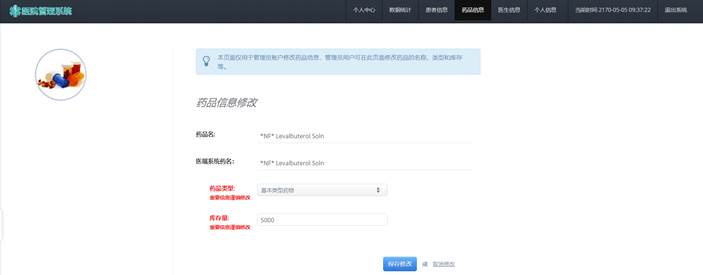 医院管理系统
个人中心 数据统计 患者信息 药品信息 医生信息 个人信息 当前时间 2170-05-05 09:37:22 退出系统
本页面仅用于管理员账户修改药品信息。管理员用户可在此页面修改药品的名称、类型和库存
等。
药品信息修改
药品名: *NF* Levalbuterol Soln
医嘱系统药名: *NF* Levalbuterol Soln
药品类型: 基本类型药物
重要信息谨慎修改
库存量: 5000
重要信息谨慎修改
保存修改 或 取消修改